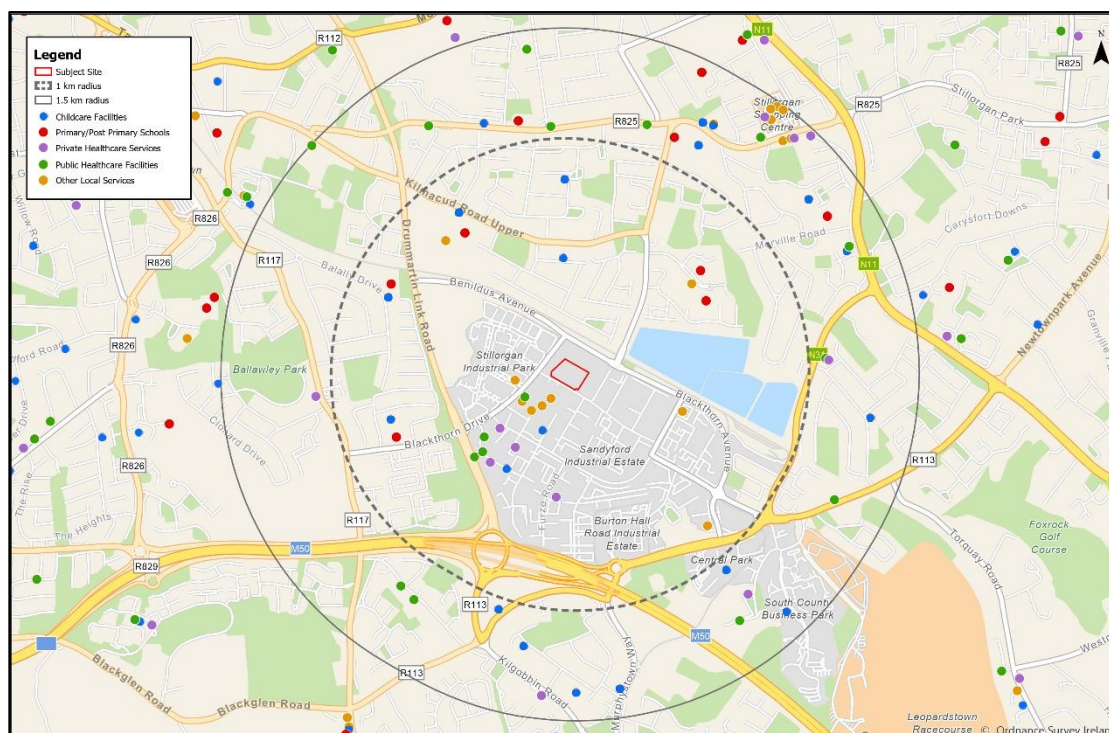 Legend
Subject Site
1 km radius
1.5 km radius
Childcare Facilities
Primary/Post Primary Schools
Private Healthcare Services
Public Healthcare Facilities
Other Local Services
R112
N11
N
R825
Stillorgan
Shopping
Centre
R825
Stillorgan Park
R825
Kilmacud Road Upper
Carysfort Downs
R826
R826
R117
Balally Drive
Drummartin Link Road
Benildus Avenue
Merville Road
N11
Newtownpark Avenue
Granville
Willow Road
Road
R826
Ballawley Park
Stillorgan
Industrial Park
N31
Clonard Drive
Blackthorn Drive
Blackthorn Avenue
Sandyford
Industrial Estate
R826
R113
The Rise
The Heights
R117
Furze Road
Burton Hall
Road Industrial
Estate
Foxrock
Golf
Course
M50
Central Park
Torquay Road
R829
R113
South County
Business Park
M50
Murphystown Way
Kilgobbin Road
R113
Blackglen Road
Blackglen Road
Leopardstown
Racecourse
© Ordnance Survey Irelan